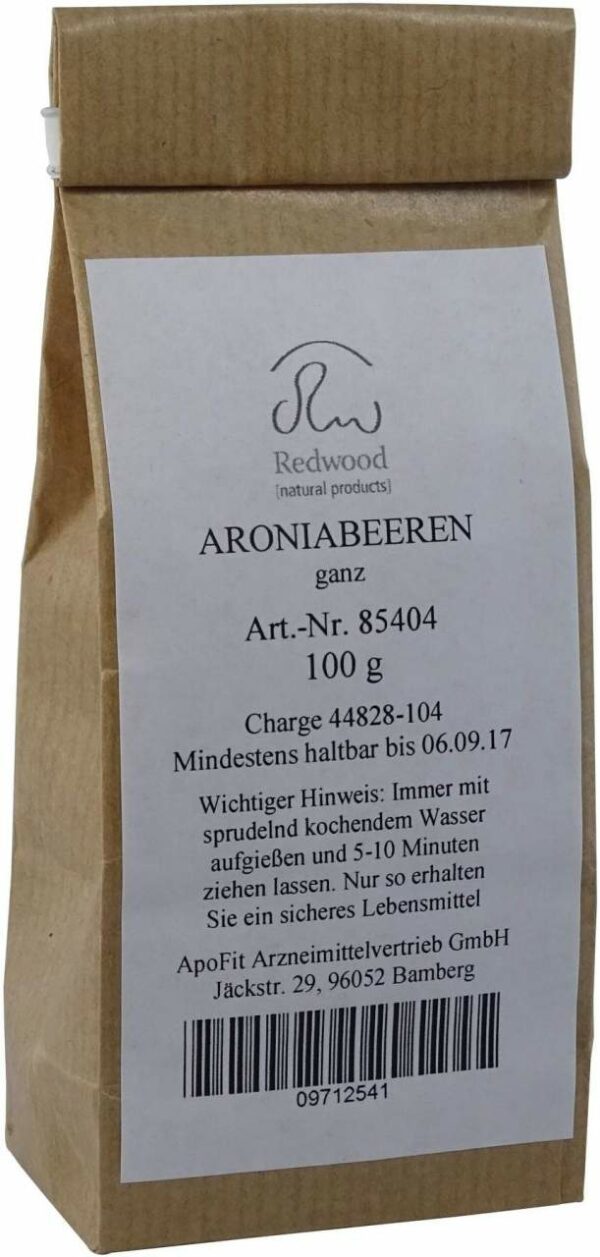 Redwood
[natural products]
ARONIABEEREN
ganz
Art.-Nr. 85404
100 g
Charge 44828-104
Mindestens haltbar bis 06.09.17
Wichtiger Hinweis: Immer mit
sprudelnd kochendem Wasser
aufgießen und 5-10 Minuten
ziehen lassen. Nur so erhalten
Sie ein sicheres Lebensmittel
ApoFit Arzneimittelvertrieb GmbH
Jäckstr. 29, 96052 Bamberg
09712541